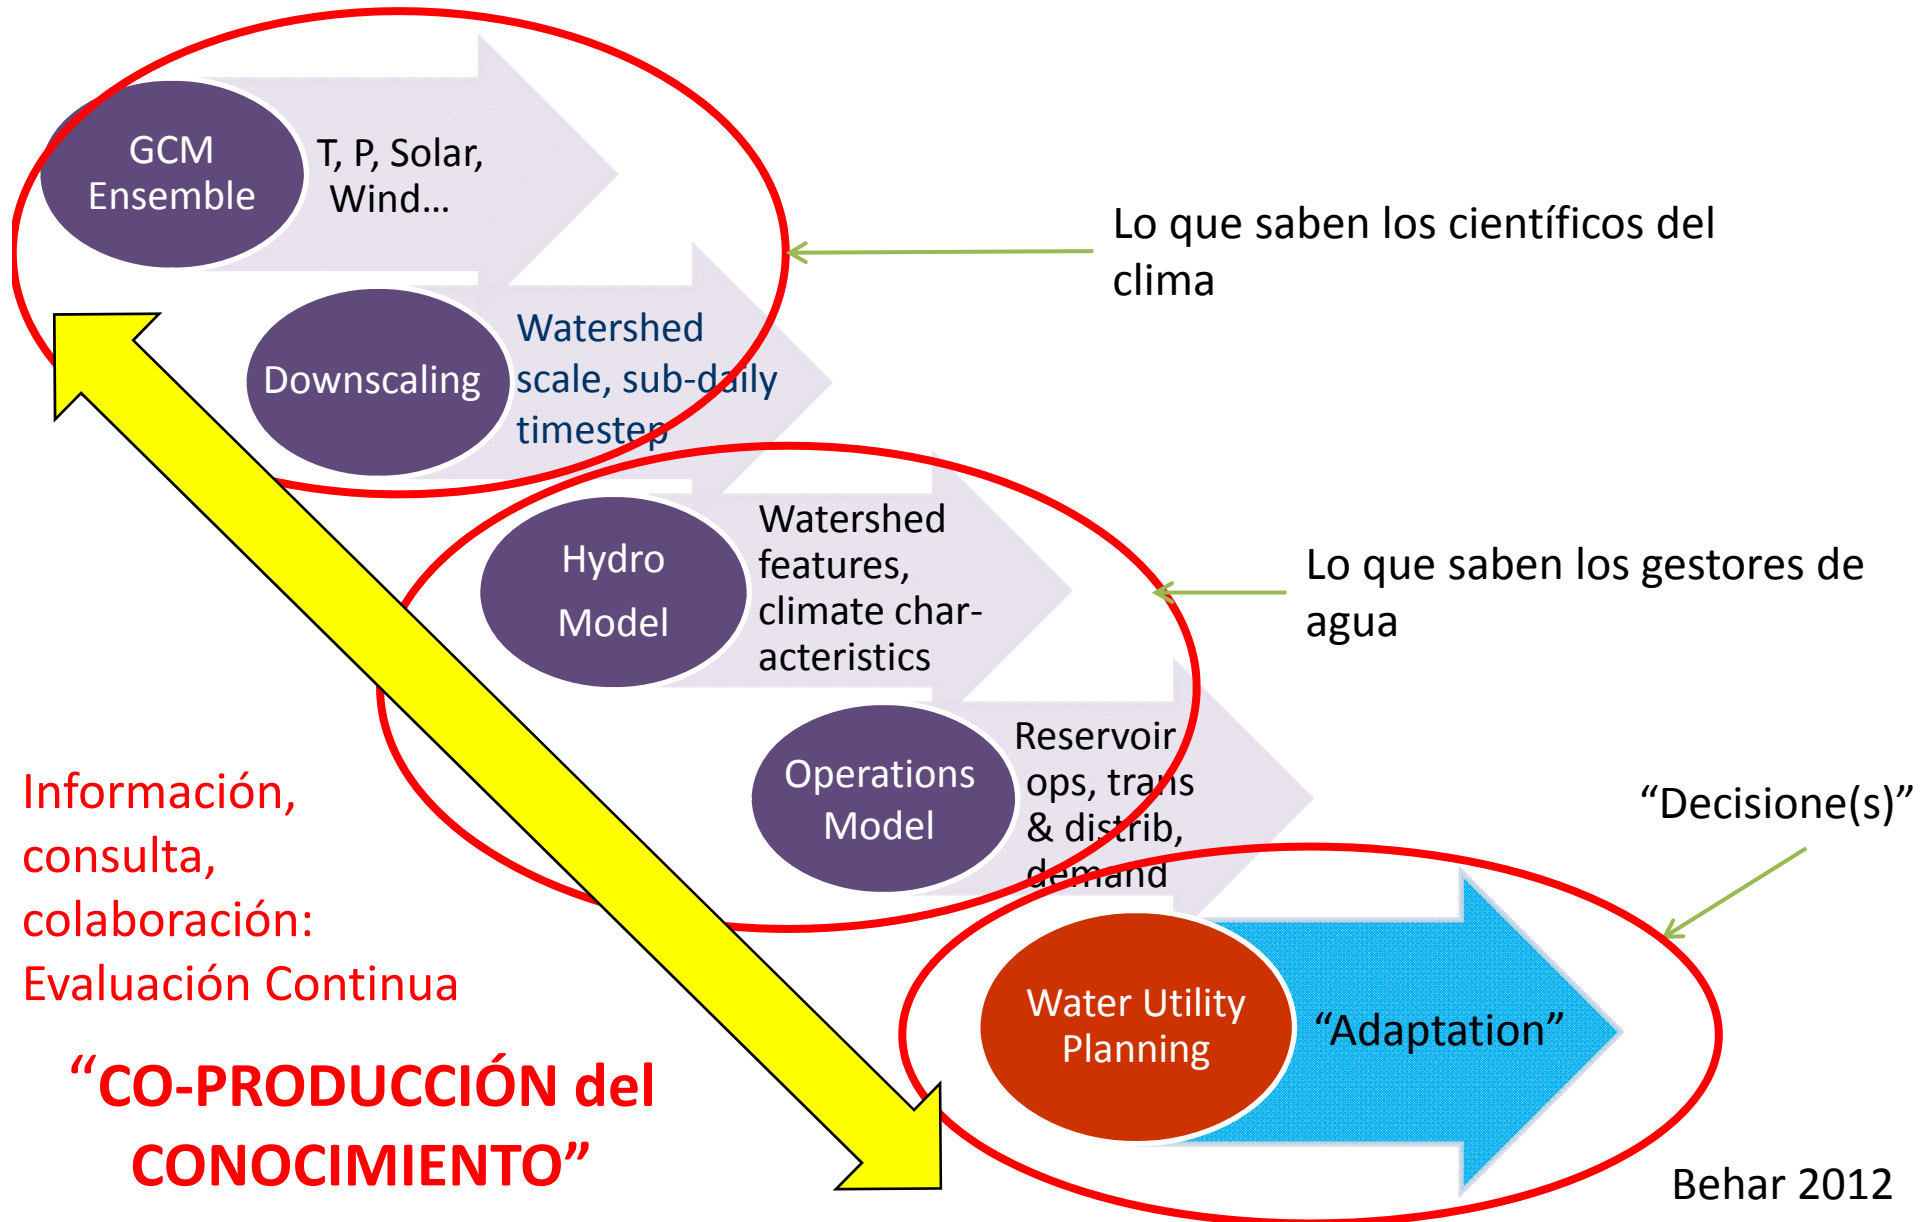 GCM
Ensemble
T, P, Solar,
Wind...
Lo que saben los científicos del
clima
Downscaling
Watershed
scale, sub-daily
timestep
Hydro
Model
Watershed
features,
climate char-
acteristics
Lo que saben los gestores de
agua
Operations
Model
Reservoir
ops, trans
& distrib,
demand
“Decisione(s)”
Información,
consulta,
colaboración:
Evaluación Continua
“CO-PRODUCCIÓN del
CONOCIMIENTO”
Water Utility
Planning
“Adaptation”
Behar 2012